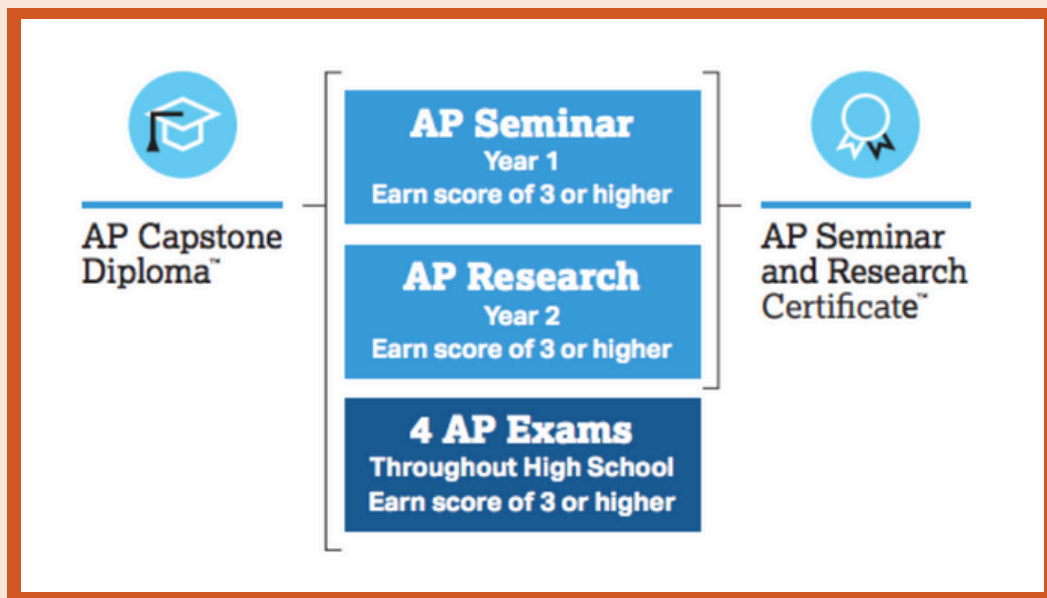 AP Capstone
Diploma™
AP Seminar
Year 1
Earn score of 3 or higher
AP Research
Year 2
Earn score of 3 or higher
4 AP Exams
Throughout High School
Earn score of 3 or higher
AP Seminar
and Research
Certificate™